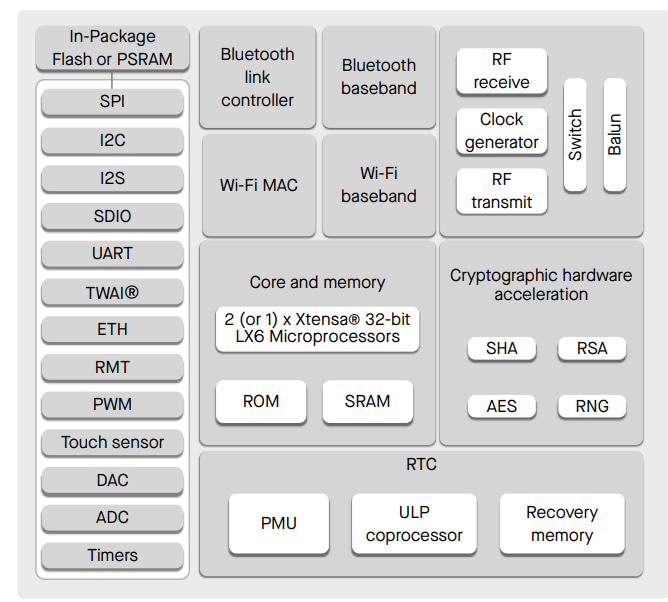 In-Package
Flash or PSRAM
SPI
I2C
I2S
SDIO
UART
TWAI®
ETH
RMT
PWM
Touch sensor
DAC
ADC
Timers
Bluetooth
link
controller
Bluetooth
baseband
Wi-Fi MAC
Wi-Fi
baseband
RF
receive
Clock
generator
RF
transmit
Switch
Balun
Core and memory
2 (or 1) x Xtensa® 32-bit
LX6 Microprocessors
ROM
SRAM
Cryptographic hardware
acceleration
SHA
RSA
AES
RNG
RTC
PMU
ULP
coprocessor
Recovery
memory